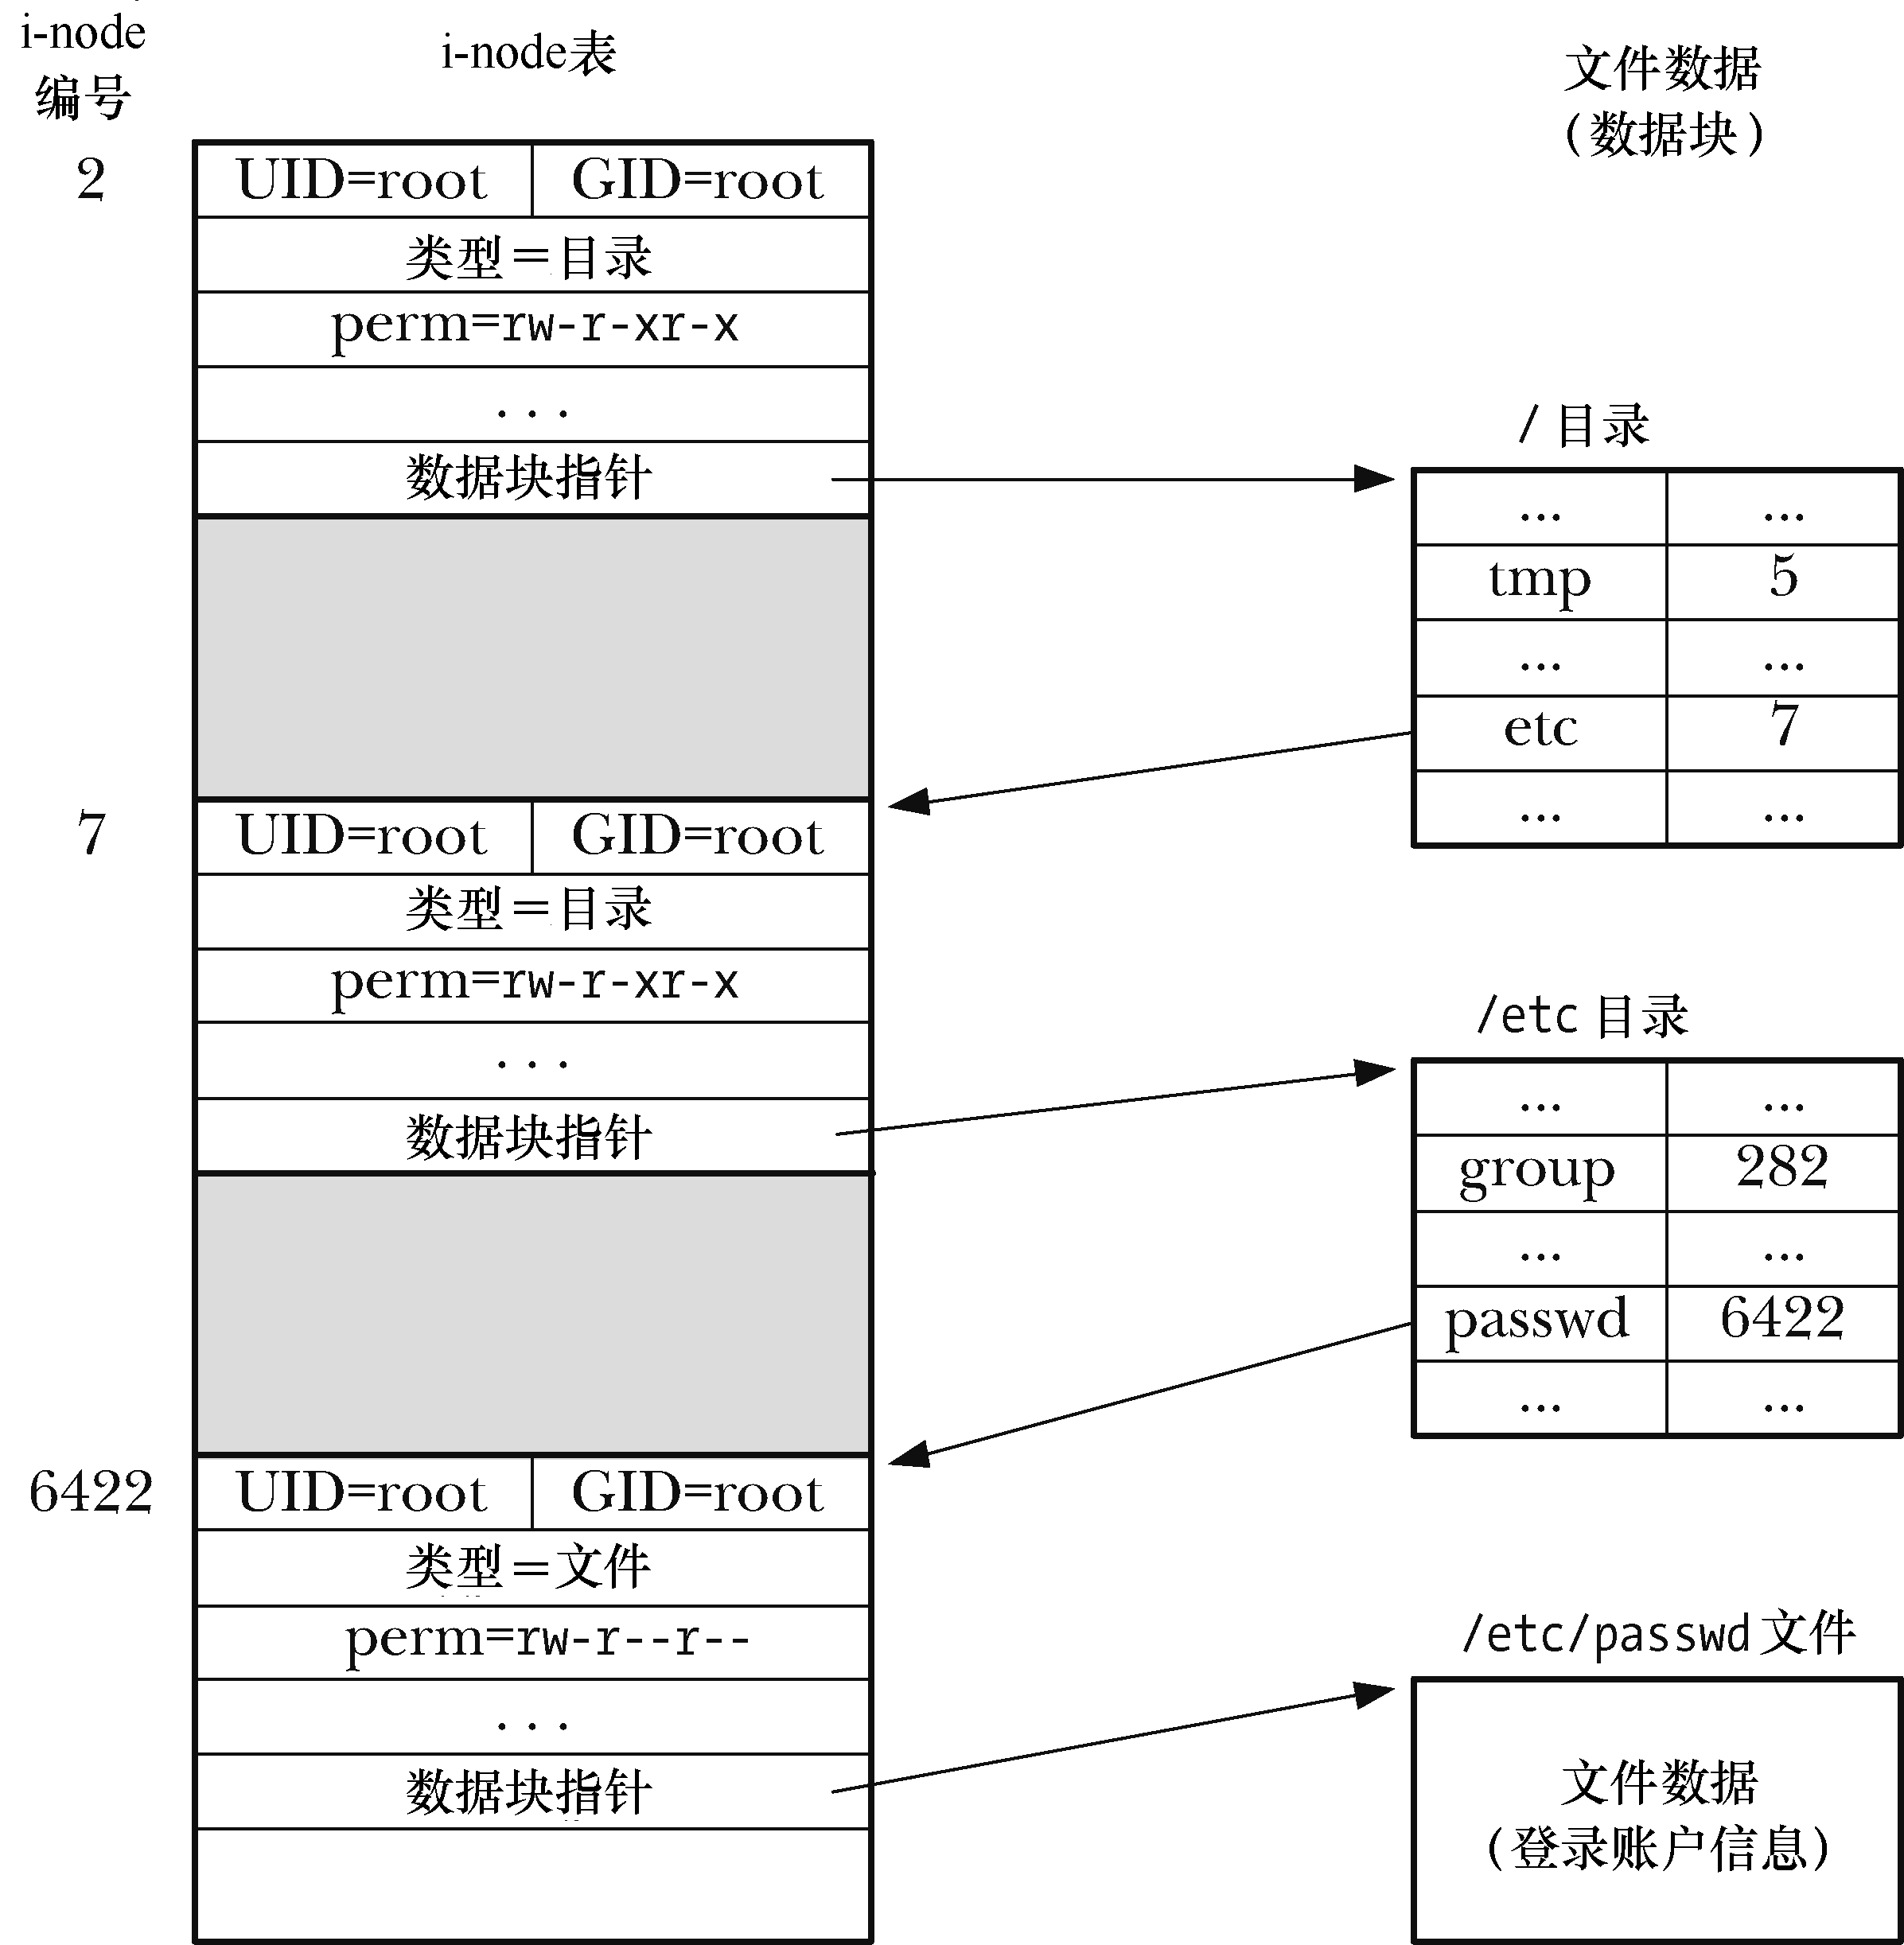 i-node
编号
i-node表
文件数据
（数据块）
2
UID=root GID=root
类型=目录
perm=rw-r-xr-x
...
数据块指针
/ 目录
... ...
tmp 5
... ...
etc 7
... ...
7
UID=root GID=root
类型=目录
perm=rw-r-xr-x
...
数据块指针
/etc 目录
... ...
group 282
... ...
passwd 6422
... ...
6422
UID=root GID=root
类型=文件
perm=rw-r--r--
...
数据块指针
/etc/passwd 文件
文件数据
（登录账户信息）